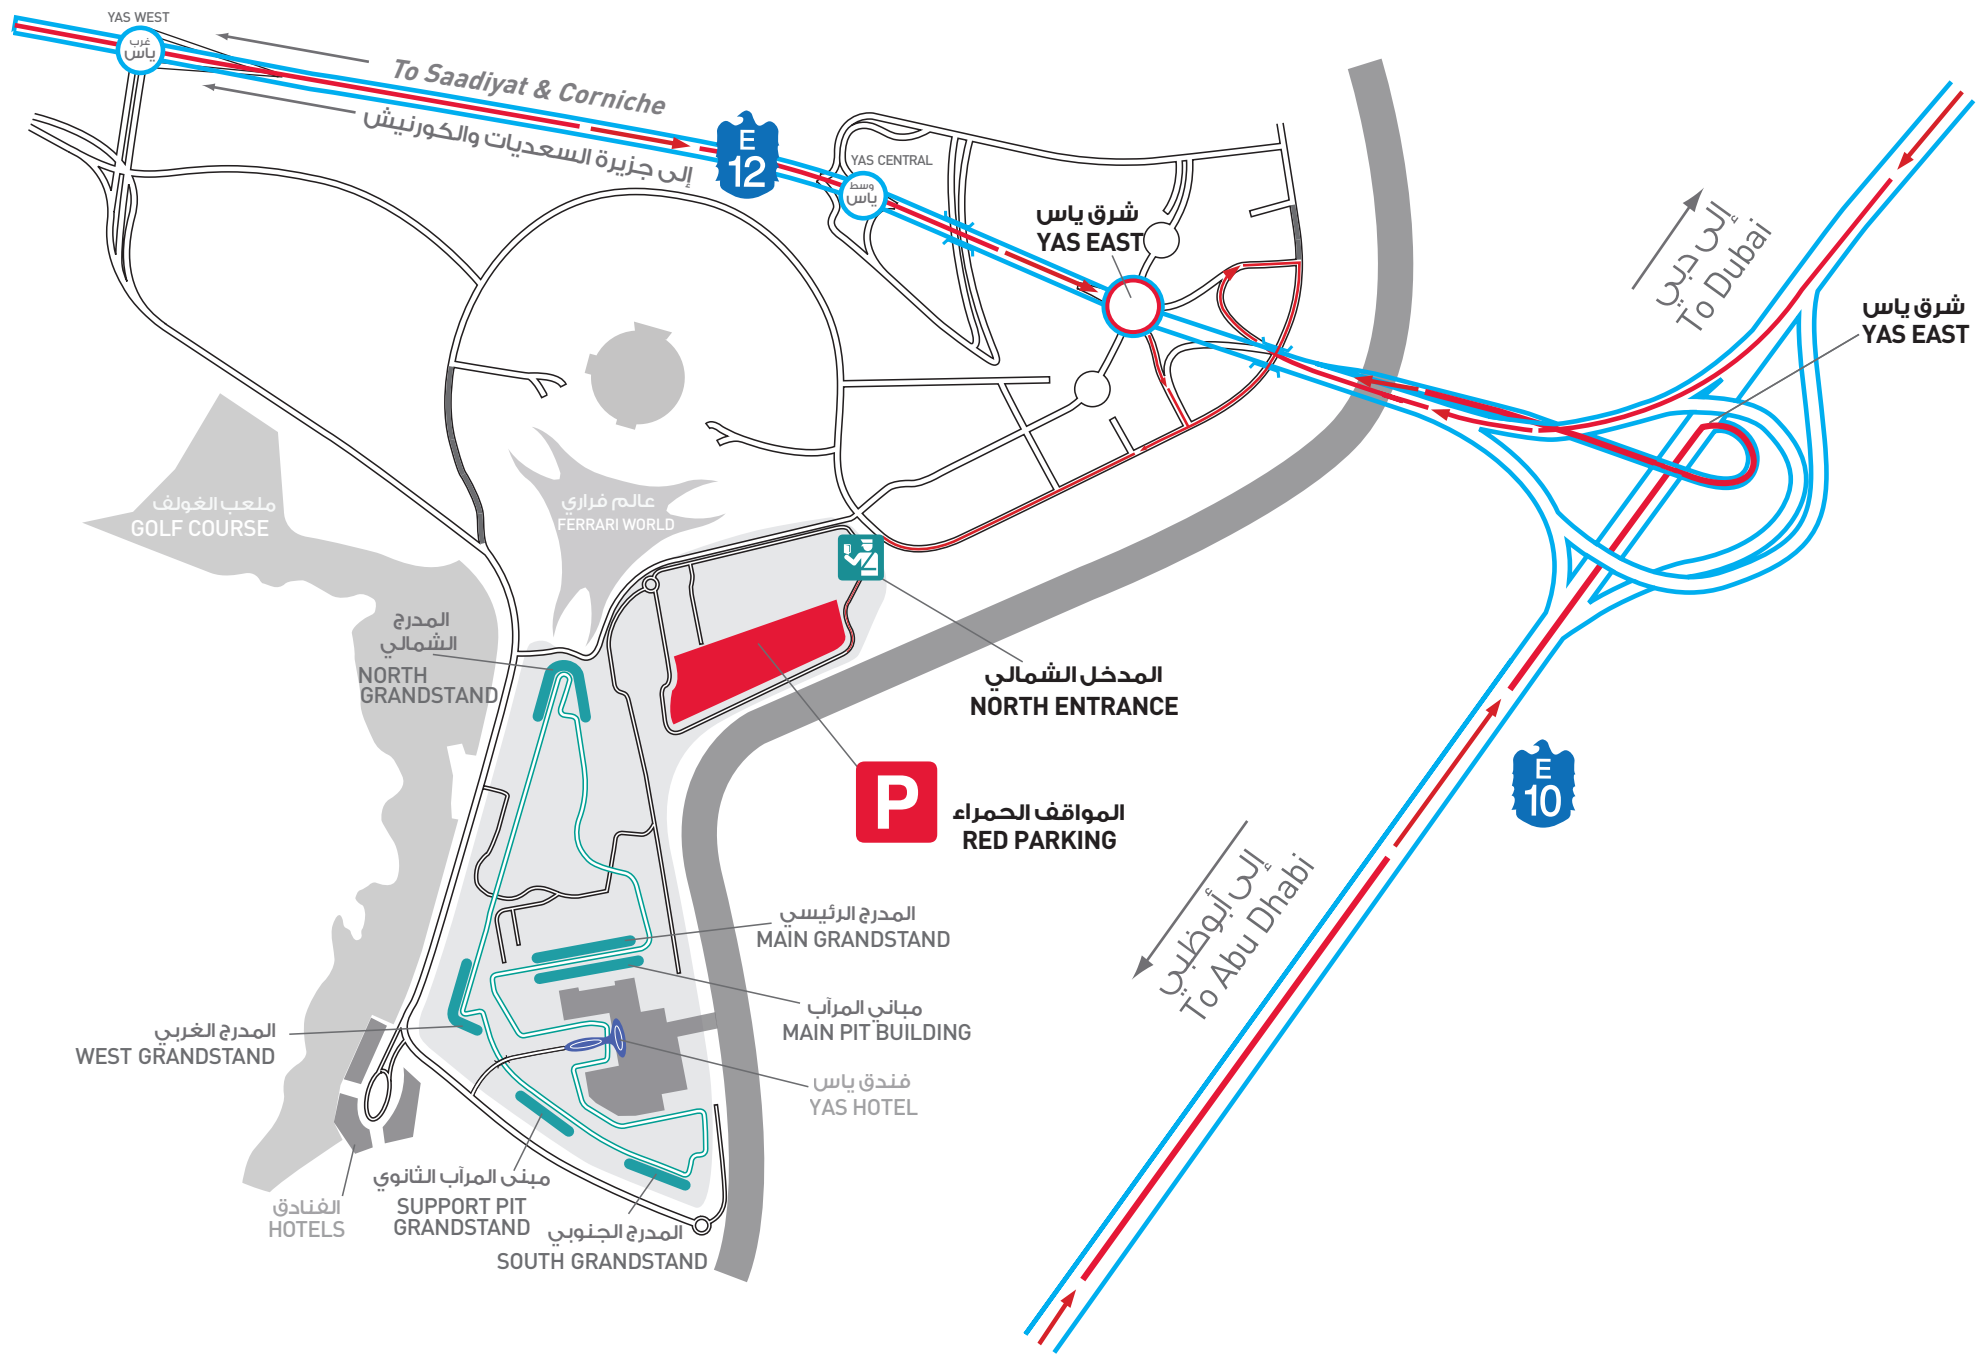 YAS WEST
غرب
ياس
To Saadiyat & Corniche
إلى جزيرة السعديات والكورنيش
E
12
YAS CENTRAL
وسط
ياس
شرق ياس
YAS EAST
إلى دبي
To Dubai
شرق ياس
YAS EAST
ملعب الغولف
GOLF COURSE
عالم فراري
FERRARI WORLD
المدرج
الشمالي
NORTH
GRANDSTAND
المدخل الشمالي
NORTH ENTRANCE
P
المواقف الحمراء
RED PARKING
E
10
إلى أبوظبي
To Abu Dhabi
المدرج الرئيسي
MAIN GRANDSTAND
مباني المرآب
MAIN PIT BUILDING
المدرج الغربي
WEST GRANDSTAND
فندق ياس
YAS HOTEL
مبنى المرآب الثانوي
SUPPORT PIT
GRANDSTAND
الفنادق
HOTELS
المدرج الجنوبي
SOUTH GRANDSTAND